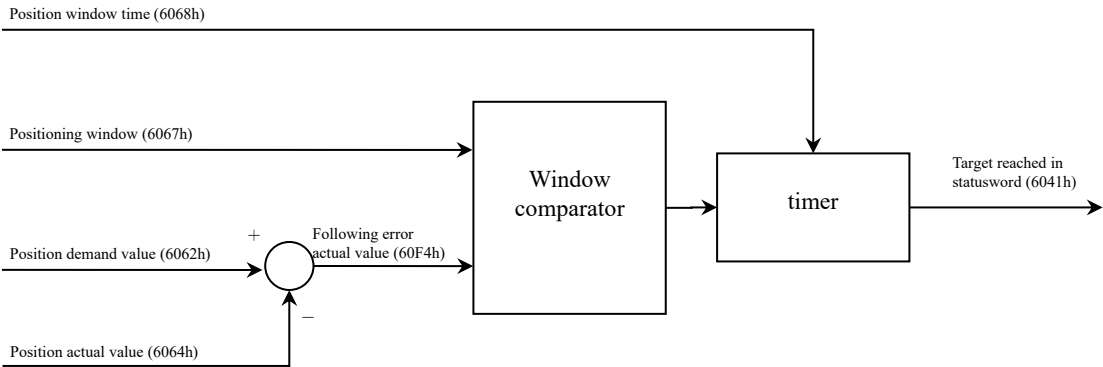 Position window time (6068h)
Positioning window (6067h)
Window
comparator
timer
Target reached in
statusword (6041h)
+
Following error
actual value (60F4h)
Position demand value (6062h)
−
Position actual value (6064h)